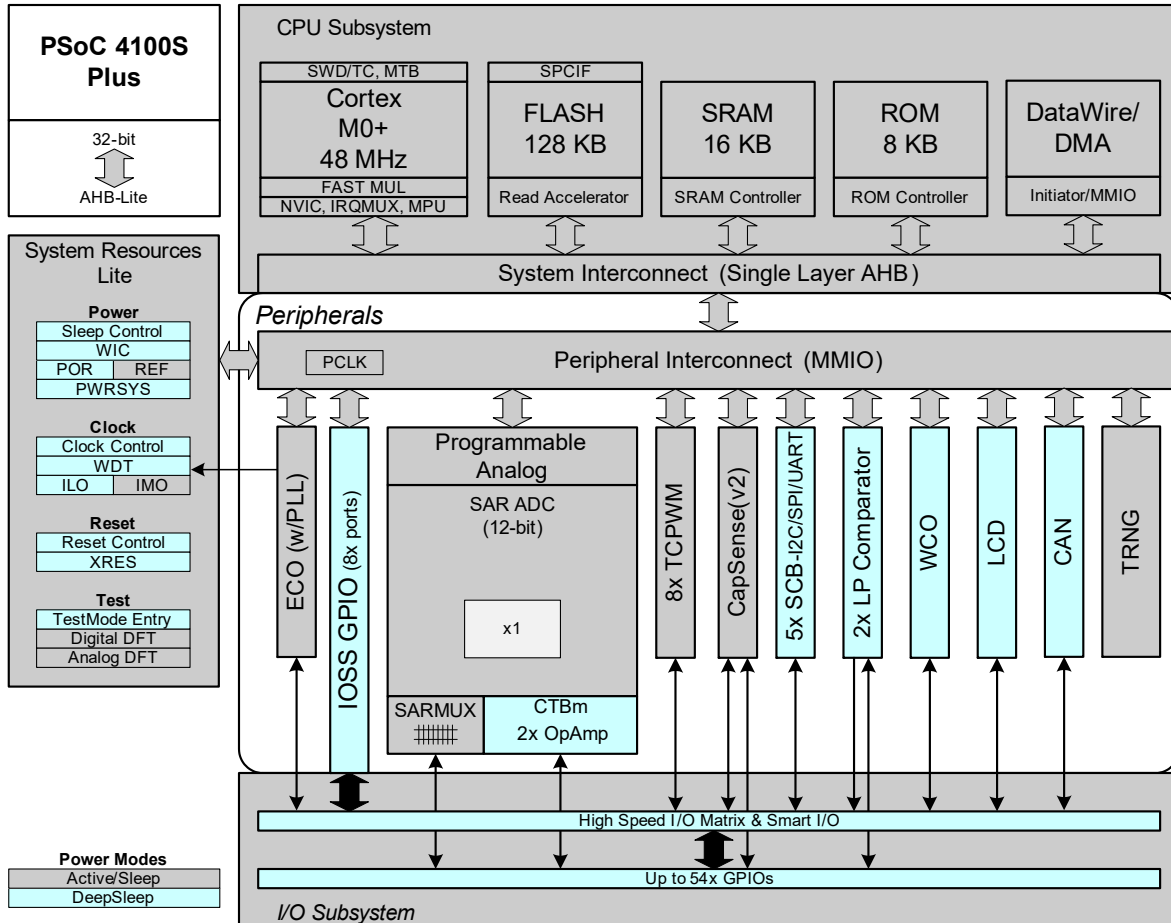 PSoC 4100S
Plus
32-bit
AHB-Lite
CPU Subsystem
SWD/TC, MTB
Cortex
M0+
48 MHz
FAST MUL
NVIC, IRQMUX, MPU
SPCIF
FLASH
128 KB
Read Accelerator
SRAM
16 KB
SRAM Controller
ROM
8 KB
ROM Controller
DataWire/
DMA
Initiator/MMIO
System Interconnect (Single Layer AHB)
System Resources
Lite
Power
Sleep Control
WIC
POR REF
PWRSYS
Clock
Clock Control
WDT
ILO IMO
Reset
Reset Control
XRES
Test
TestMode Entry
Digital DFT
Analog DFT
Peripherals
PCLK
Peripheral Interconnect (MMIO)
ECO (w/PLL)
IOSS GPIO (8x ports)
Programmable
Analog
SAR ADC
(12-bit)
x1
SARMUX
CTBm
2x OpAmp
8x TCPWM
CapSense(v2)
5x SCB-I2C/SPI/UART
2x LP Comparator
WCO
LCD
CAN
TRNG
High Speed I/O Matrix & Smart I/O
Up to 54x GPIOs
I/O Subsystem
Power Modes
Active/Sleep
DeepSleep